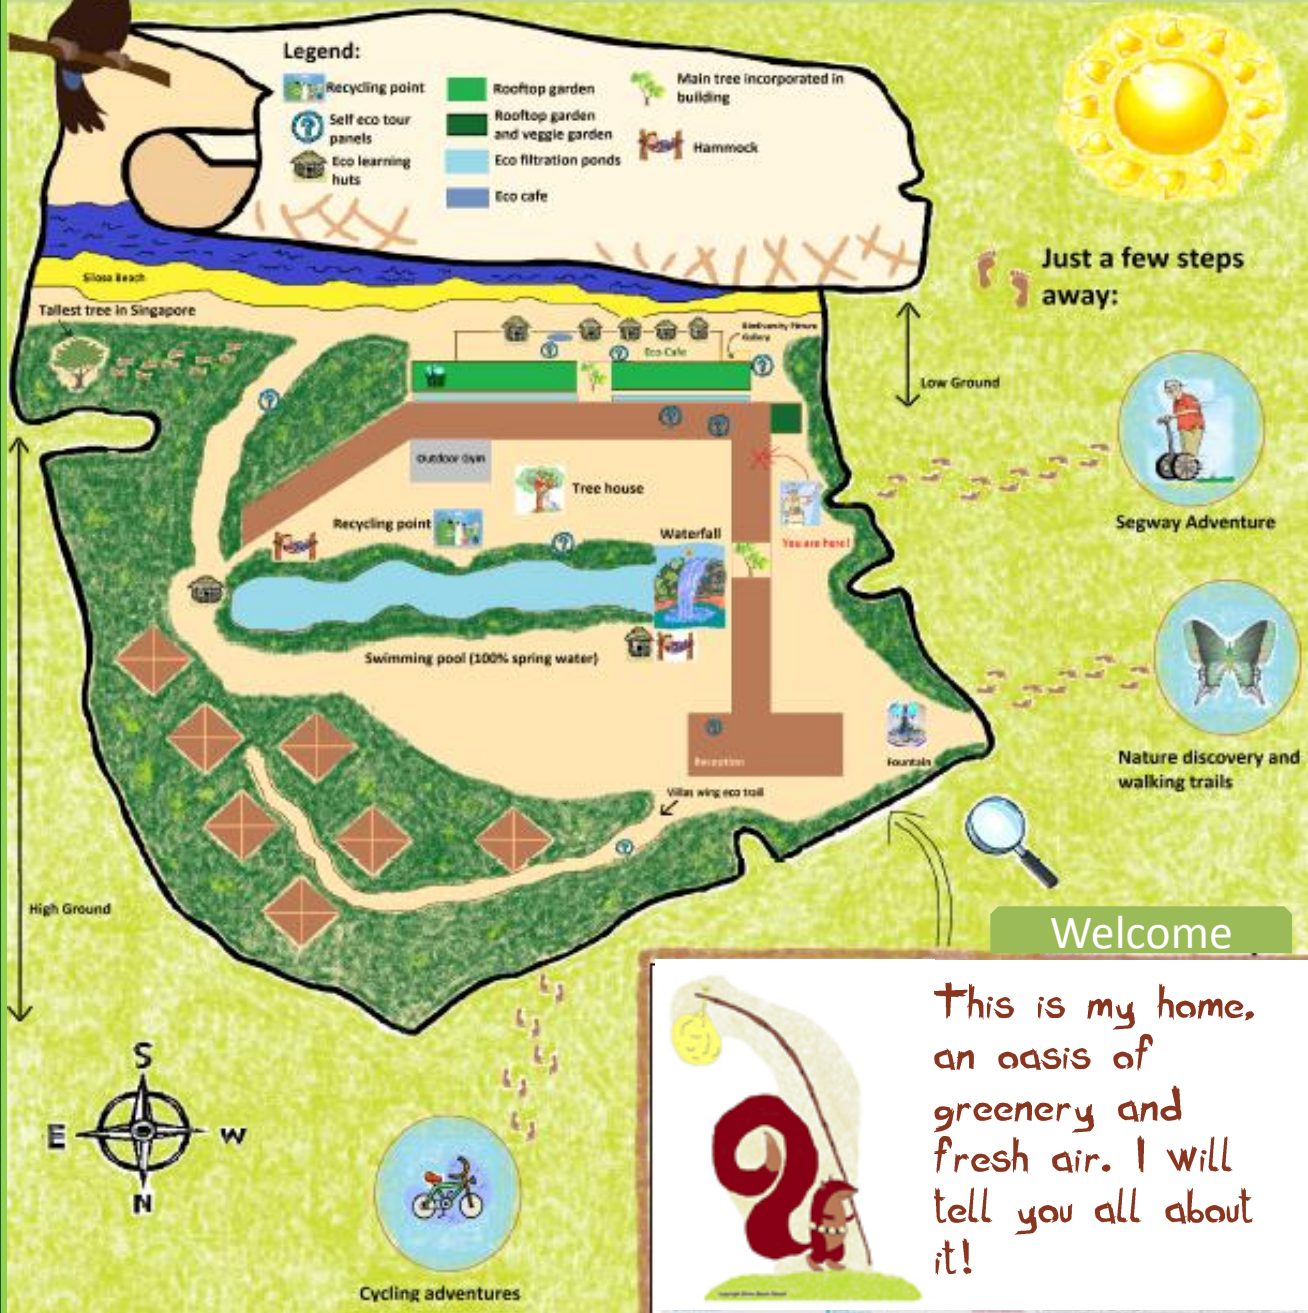 Legend:
Recycling point
Self eco tour
panels
Eco learning
huts
Rooftop garden
Rooftop garden
and veggie garden
Eco filtration ponds
Eco cafe
Main tree incorporated in
building
Hammock
Just a few steps
away:
Siloso Beach
Tallest tree in Singapore
Biodiversity Fence
Gallery
Eco Cafe
Low Ground
Outdoor Gym
Tree house
Recycling point
Waterfall
You are here!
Segway Adventure
Swimming pool (100% spring water)
Reception
Fountain
Nature discovery and
walking trails
Villas wing eco trail
High Ground
Welcome
S
E W
N
Cycling adventures
This is my home,
an oasis of
greenery and
fresh air. I will
tell you all about
it!